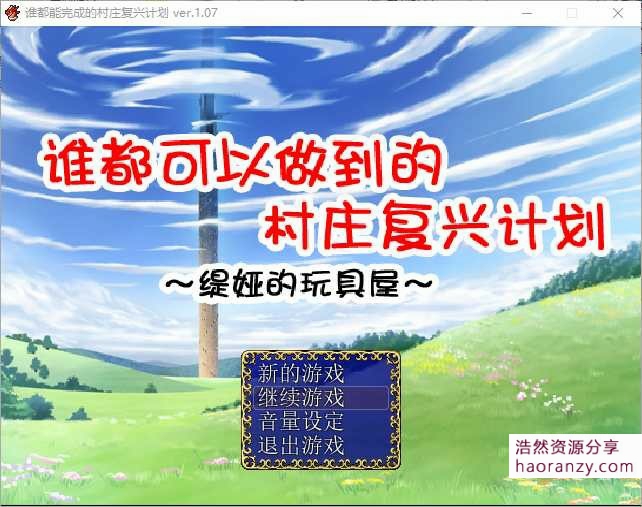 谁都能完成的村庄复兴计划 ver.1.07
谁都可以做到的
村庄复兴计划
～缇娅的玩具屋～
新的游戏
继续游戏
音量设定
退出游戏
浩然资源分享
haoranzy.com